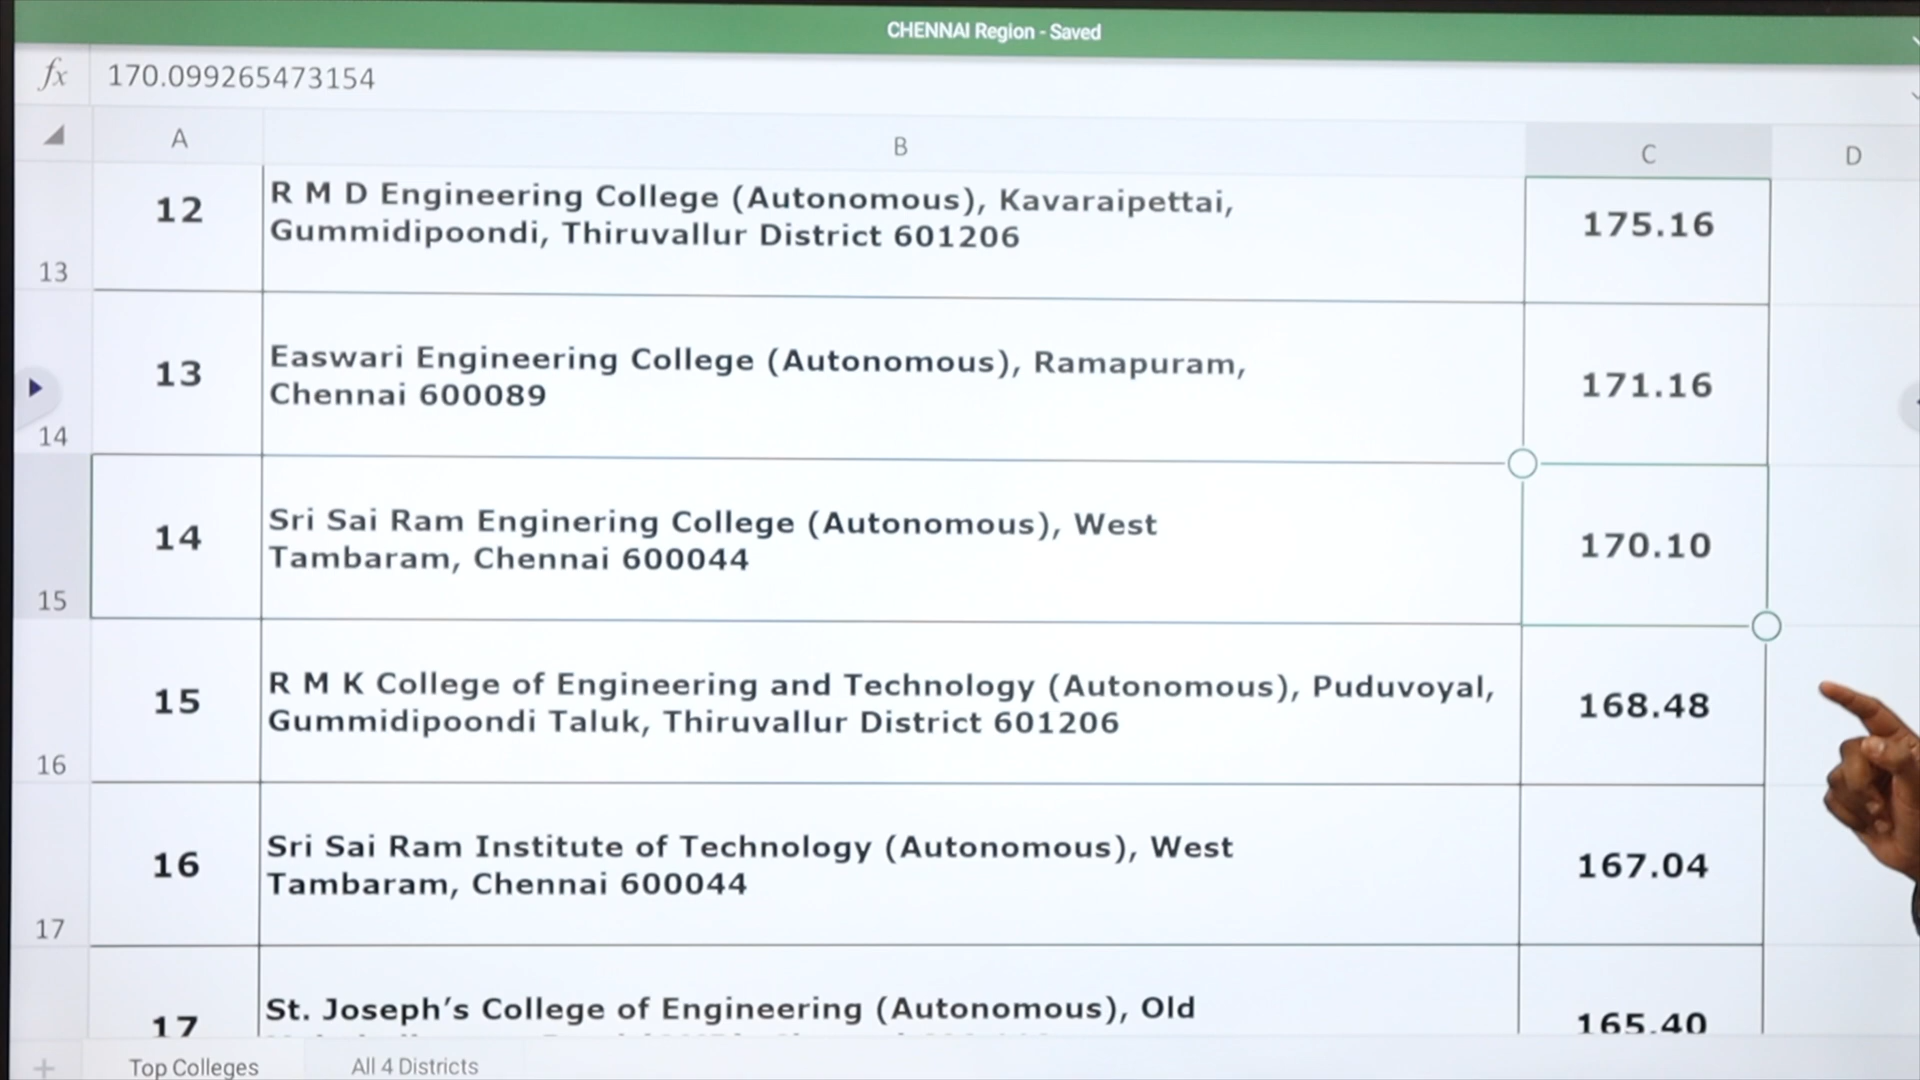 CHENNAI Region - Saved
fx 170.099265473154
A B C D
12 R M D Engineering College (Autonomous), Kavaraipettai, 175.16
Gummidipoondi, Thiruvallur District 601206
13
13 Easwari Engineering College (Autonomous), Ramapuram, 171.16
Chennai 600089
14
14 Sri Sai Ram Enginering College (Autonomous), West 170.10
Tambaram, Chennai 600044
15
15 R M K College of Engineering and Technology (Autonomous), Puduvoyal, 168.48
Gummidipoondi Taluk, Thiruvallur District 601206
16
16 Sri Sai Ram Institute of Technology (Autonomous), West 167.04
Tambaram, Chennai 600044
17
17 St. Joseph's College of Engineering (Autonomous), Old 165.40
+ Top Colleges All 4 Districts